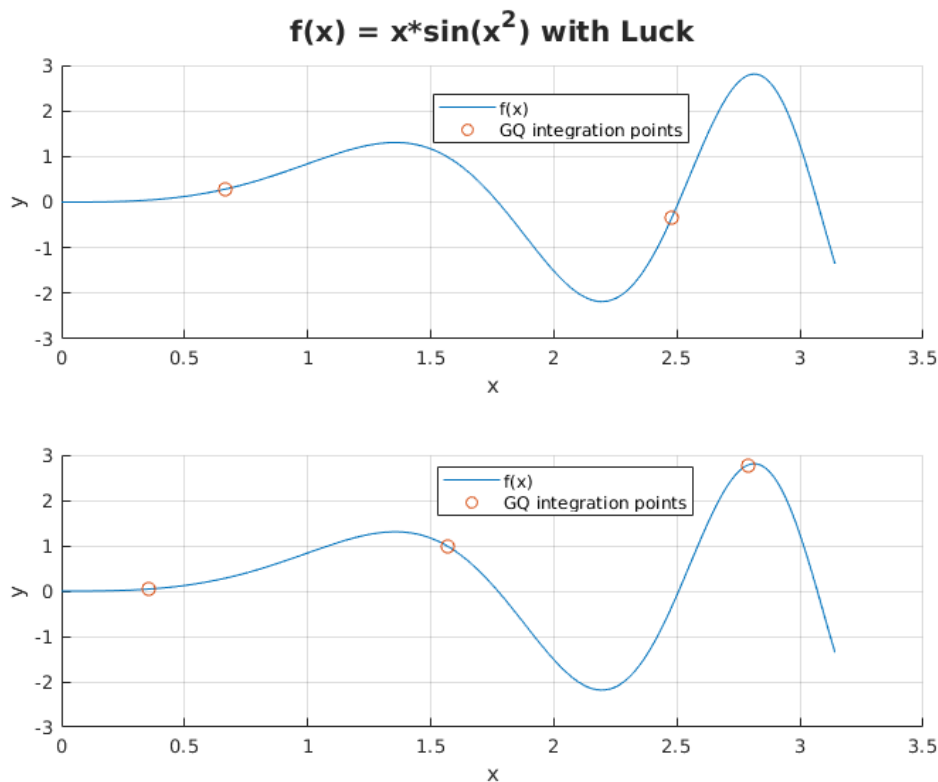 f(x) = x*sin(x²) with Luck
3
2
1
0
-1
-2
-3
y
f(x)
GQ integration points
0 0.5 1 1.5 2 2.5 3 3.5
x
3
2
1
0
-1
-2
-3
y
f(x)
GQ integration points
0 0.5 1 1.5 2 2.5 3 3.5
x